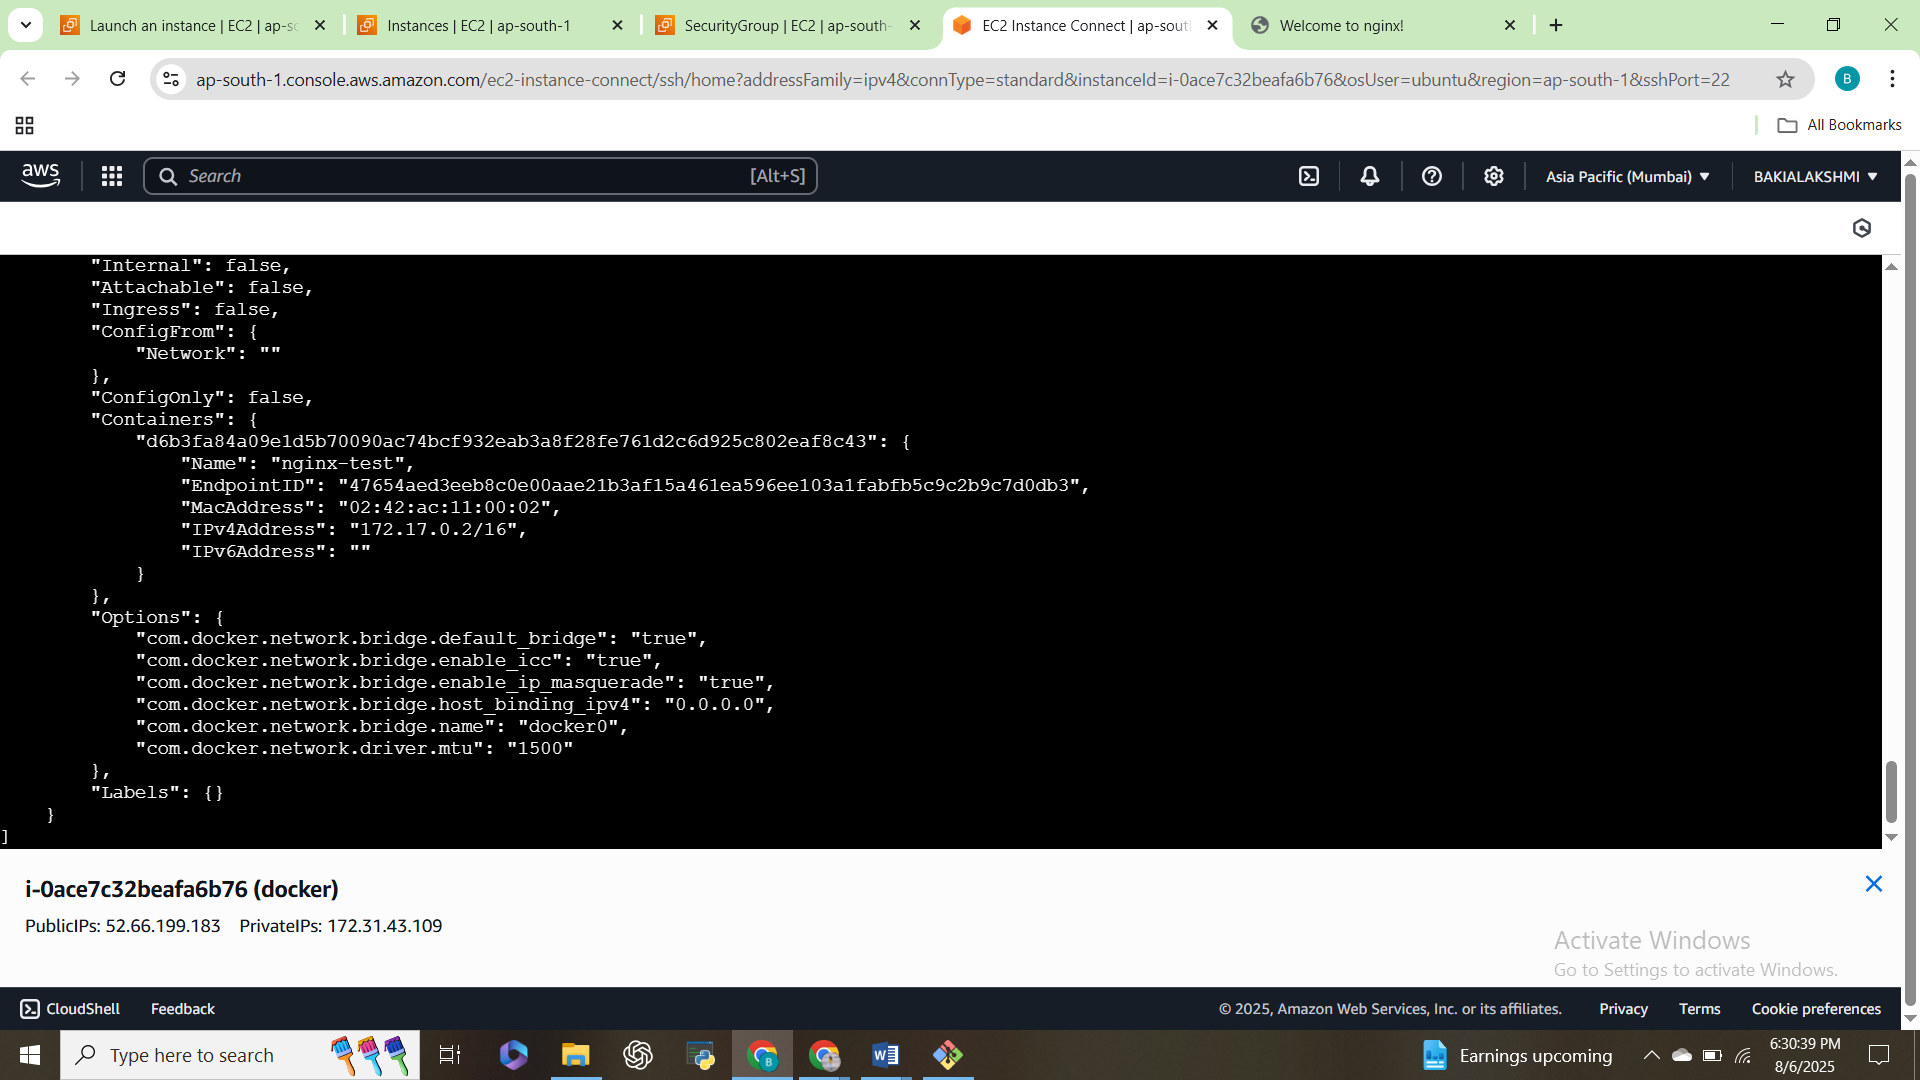 Launch an instance | EC2 | ap-sc
Instances | EC2 | ap-south-1
SecurityGroup | EC2 | ap-south-
EC2 Instance Connect | ap-sout
Welcome to nginx!
ap-south-1.console.aws.amazon.com/ec2-instance-connect/ssh/home?addressFamily=ipv4&connType=standard&instanceId=i-0ace7c32beafa6b76&osUser=ubuntu&region=ap-south-1&sshPort=22
B
All Bookmarks
aws
Search
[Alt+S]
Asia Pacific (Mumbai)
BAKIALAKSHMI
"Internal": false,
"Attachable": false,
"Ingress": false,
"ConfigFrom": {
"Network": ""
},
"ConfigOnly": false,
"Containers": {
"d6b3fa84a09e1d5b70090ac74bcf932eab3a8f28fe761d2c6d925c802eaf8c43": {
"Name": "nginx-test",
"EndpointID": "47654aed3eeb8c0e00aae21b3af15a461ea596ee103a1fabfb5c9c2b9c7d0db3",
"MacAddress": "02:42:ac:11:00:02",
"IPv4Address": "172.17.0.2/16",
"IPv6Address": ""
}
},
"Options": {
"com.docker.network.bridge.default_bridge": "true",
"com.docker.network.bridge.enable_icc": "true",
"com.docker.network.bridge.enable_ip_masquerade": "true",
"com.docker.network.bridge.host_binding_ipv4": "0.0.0.0",
"com.docker.network.bridge.name": "docker0",
"com.docker.network.driver.mtu": "1500"
},
"Labels": {}
}
]
i-0ace7c32beafa6b76 (docker)
PublicIPs: 52.66.199.183 PrivateIPs: 172.31.43.109
Activate Windows
Go to Settings to activate Windows.
CloudShell
Feedback
© 2025, Amazon Web Services, Inc. or its affiliates.
Privacy
Terms
Cookie preferences
Type here to search
Earnings upcoming
6:30:39 PM
8/6/2025